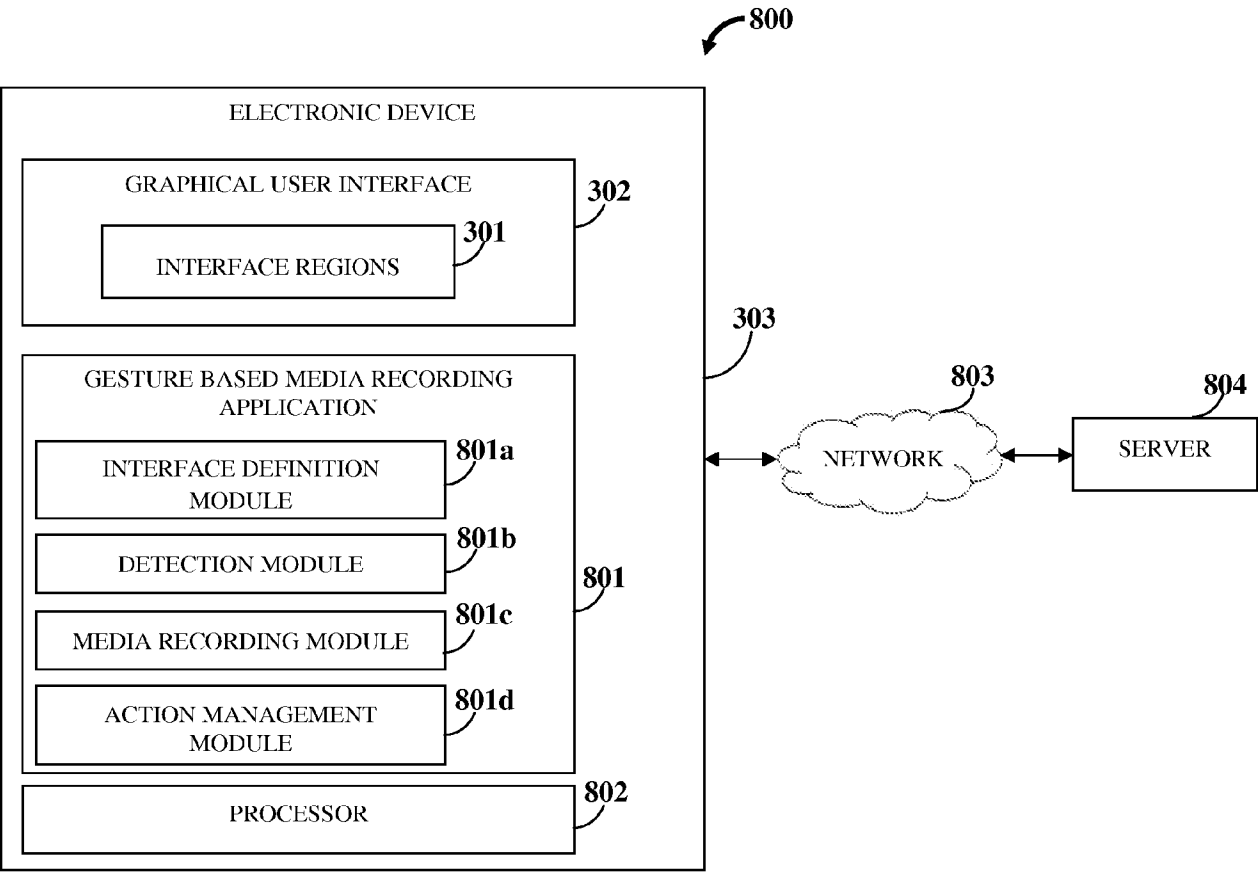 800
ELECTRONIC DEVICE
GRAPHICAL USER INTERFACE
302
301
INTERFACE REGIONS
303
GESTURE BASED MEDIA RECORDING
APPLICATION
801a
INTERFACE DEFINITION
MODULE
801b
DETECTION MODULE
801
801c
MEDIA RECORDING MODULE
801d
ACTION MANAGEMENT
MODULE
802
PROCESSOR
803
NETWORK
804
SERVER